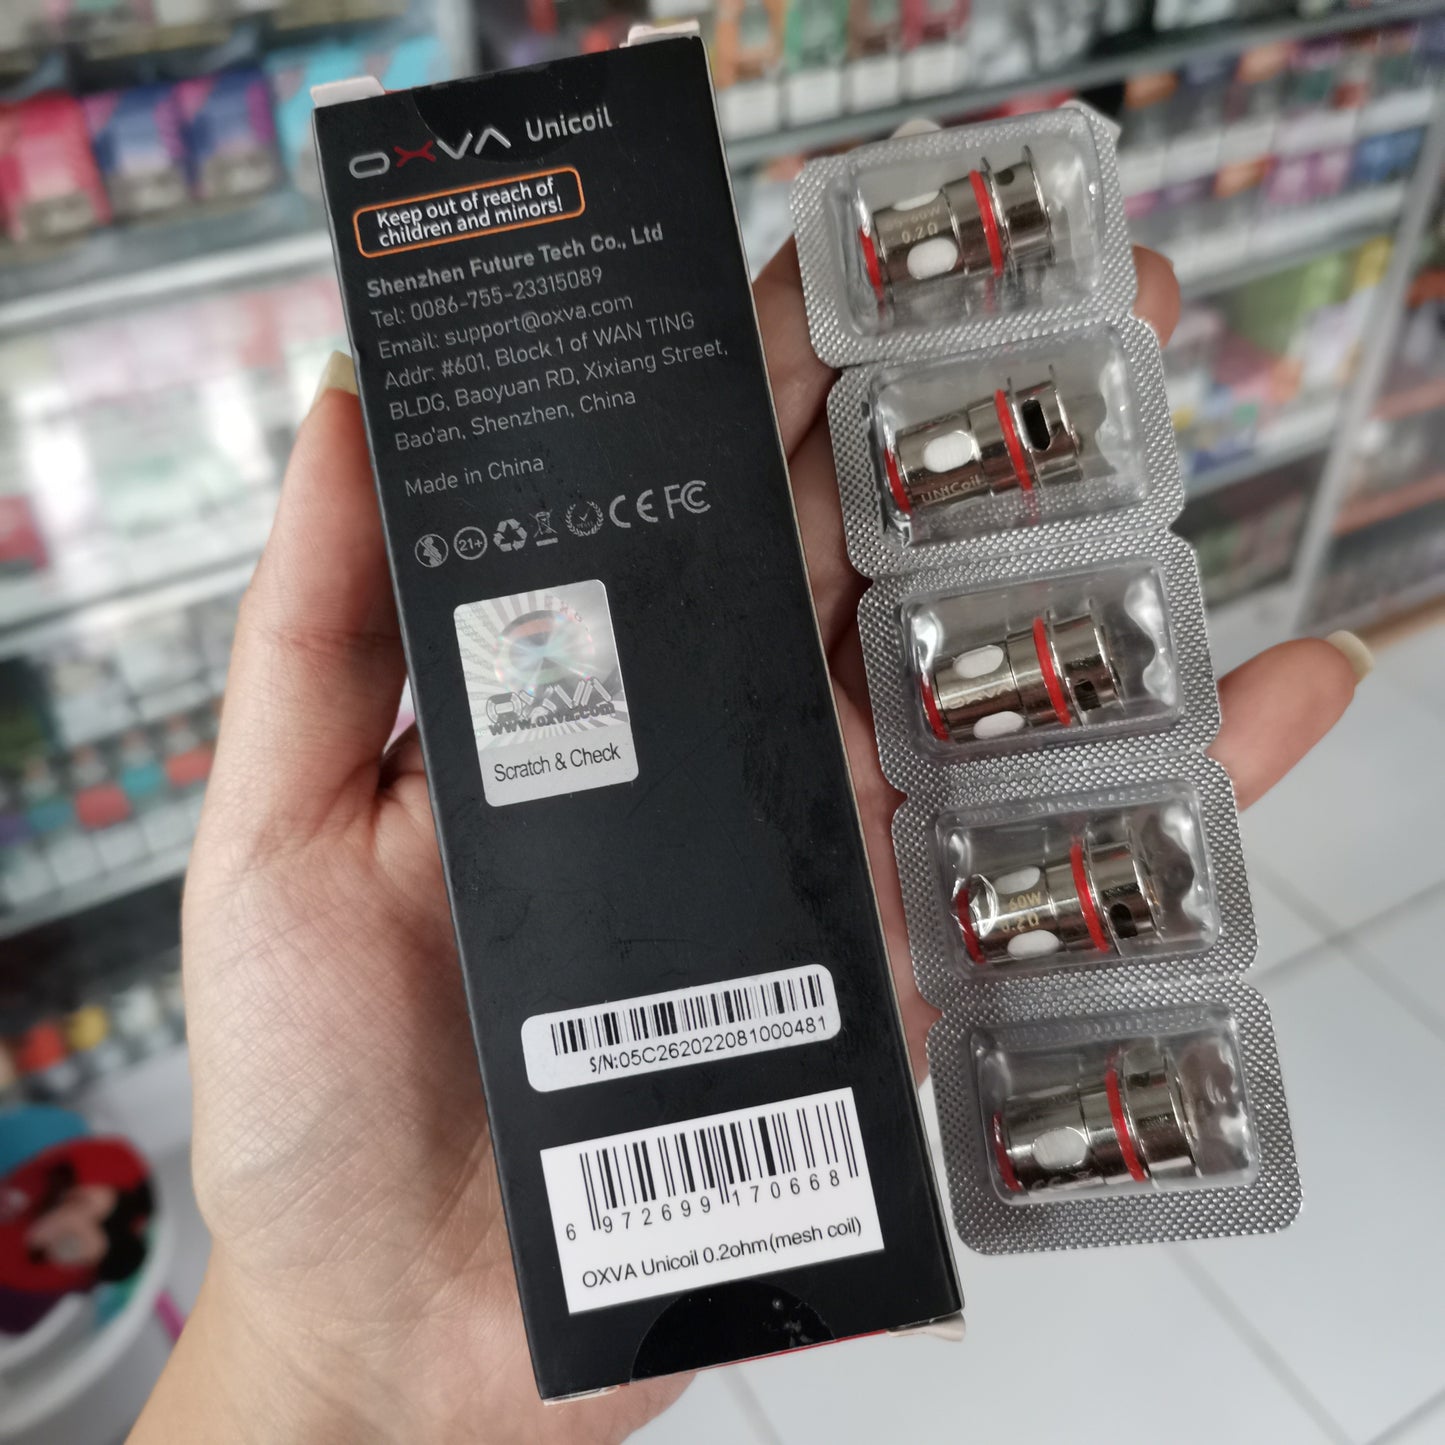 OXVA Unicoil
Keep out of reach of
children and minors!
Shenzhen Future Tech Co., Ltd
Tel: 0086-755-23315089
Email: support@oxva.com
Addr: #601, Block 1 of WAN TING
BLDG, Baoyuan RD, Xixiang Street,
Bao'an, Shenzhen, China
Made in China
21+
CE FC
OXVA
www.oxva.com
Scratch & Check
S/N:05C262022081000481
6 972699 170668
OXVA Unicoil 0.2ohm(mesh coil)
60W
0.2Ω
UNICoil
OXVA
60W
0.2Ω